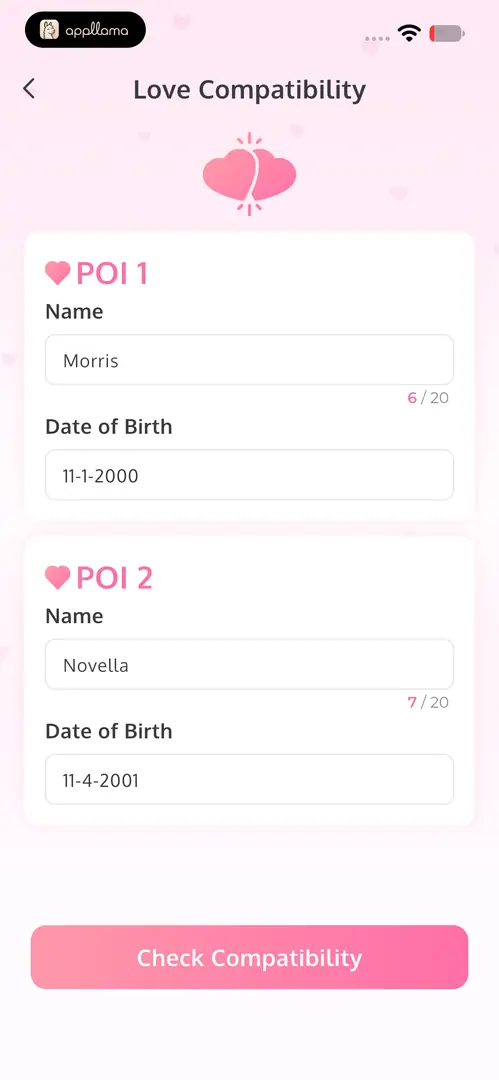 appllama
Love Compatibility
POI 1
Name
Morris
6 / 20
Date of Birth
11-1-2000
POI 2
Name
Novella
7 / 20
Date of Birth
11-4-2001
Check Compatibility